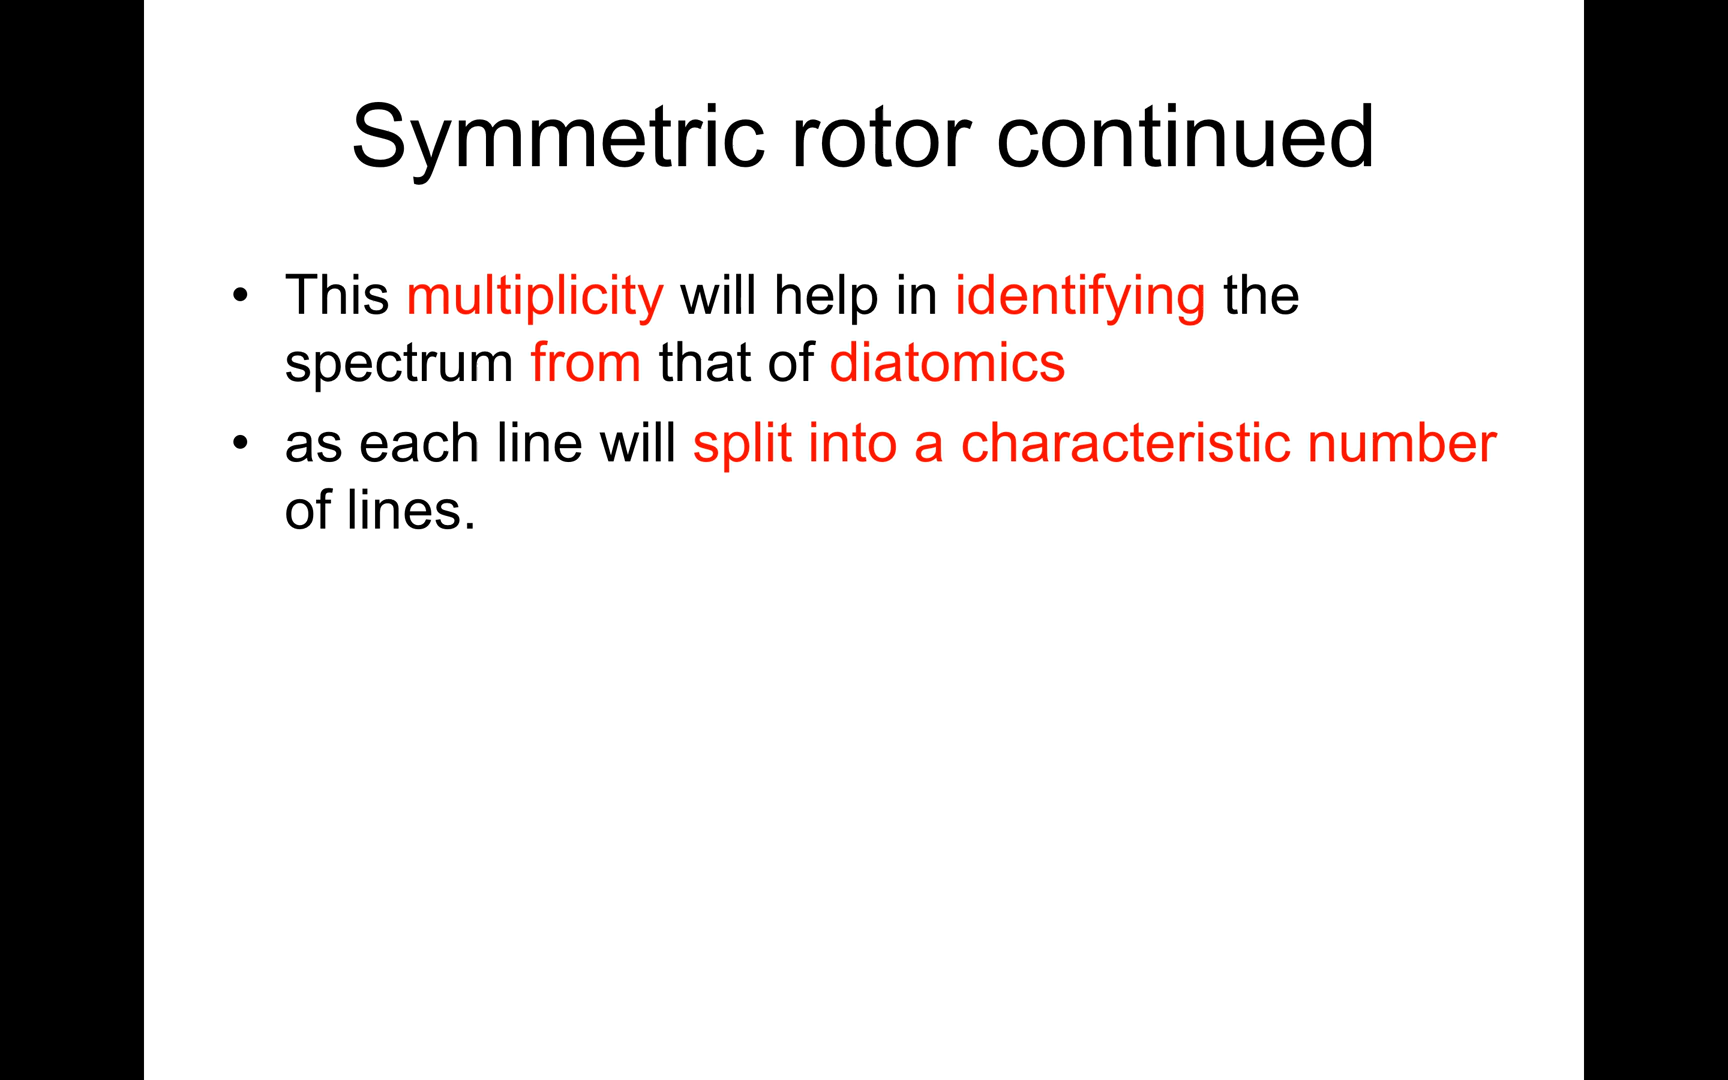 Symmetric rotor continued
• This multiplicity will help in identifying the
spectrum from that of diatomics
• as each line will split into a characteristic number
of lines.